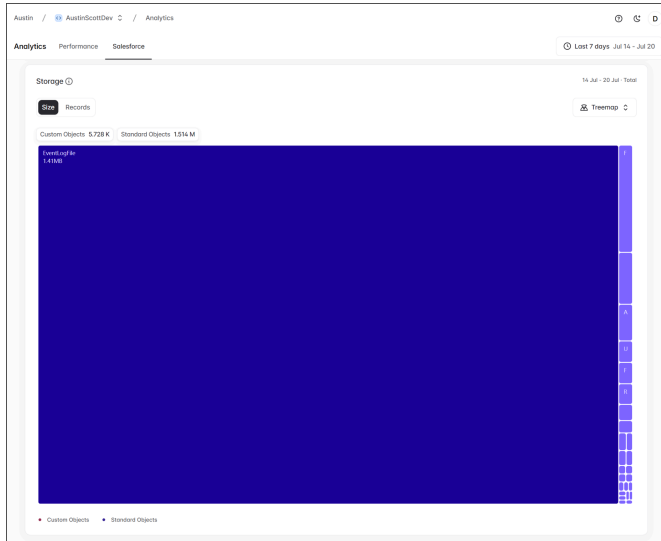 Austin / AustinScottDev / Analytics D
Analytics Performance Salesforce Last 7 days Jul 14 - Jul 20
Storage 14 Jul - 20 Jul · Total
Size Records Treemap
Custom Objects 5.728 K Standard Objects 1.514 M
EventLogFile
1.41MB
A
U
R
Custom Objects Standard Objects